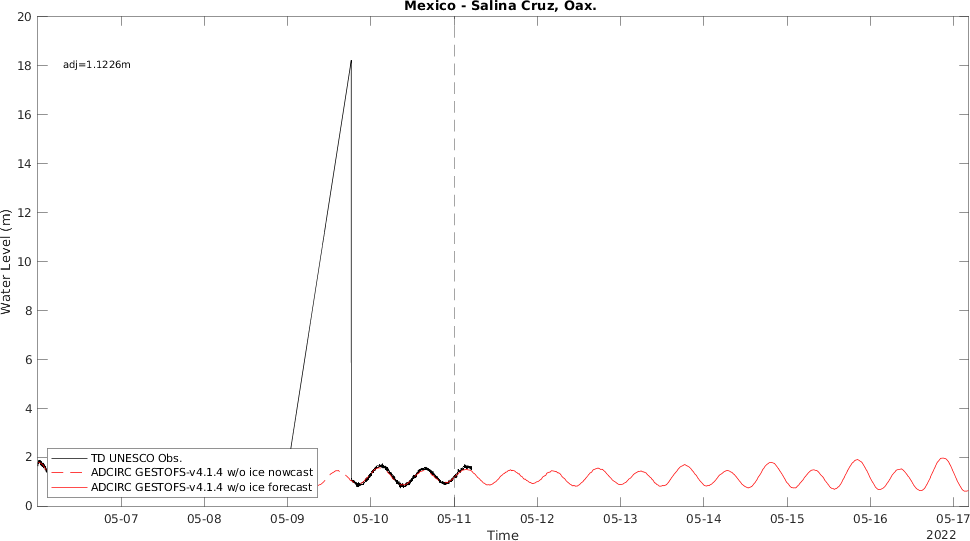 Mexico - Salina Cruz, Oax.
20
18
16
14
12
10
8
6
4
2
0
Water Level (m)
adj=1.1226m
TD UNESCO Obs.
ADCIRC GESTOFS-v4.1.4 w/o ice nowcast
ADCIRC GESTOFS-v4.1.4 w/o ice forecast
05-07 05-08 05-09 05-10 05-11 05-12 05-13 05-14 05-15 05-16 05-17
Time
2022